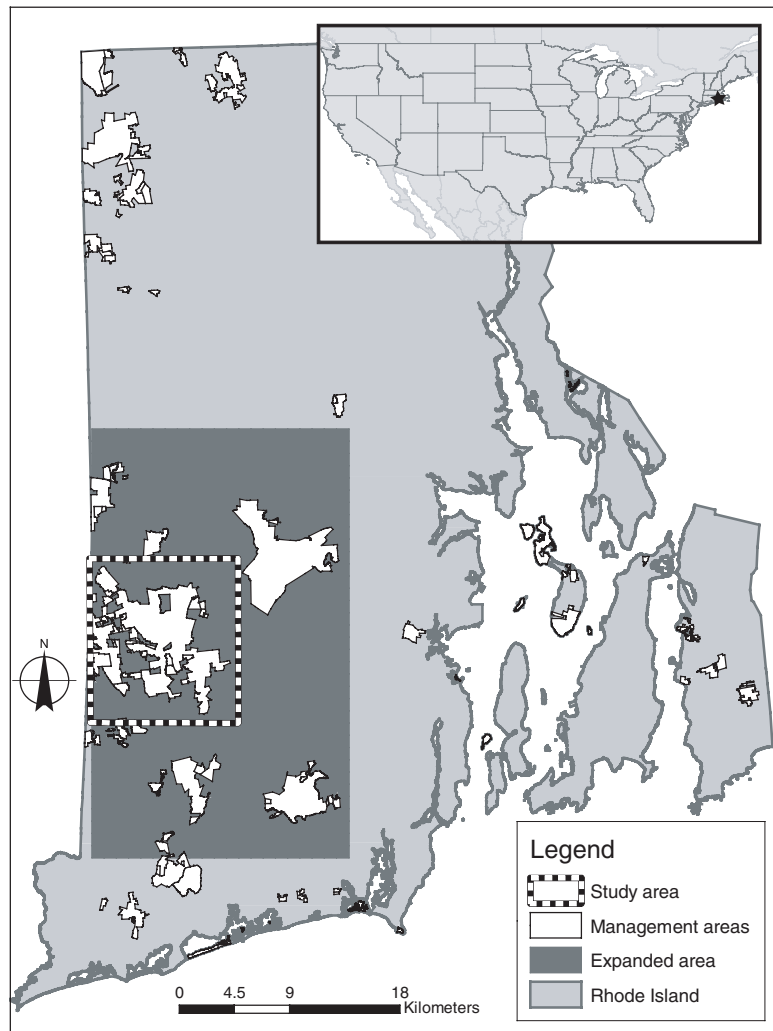 N
Legend
Study area
Management areas
Expanded area
Rhode Island
0 4.5 9 18
Kilometers